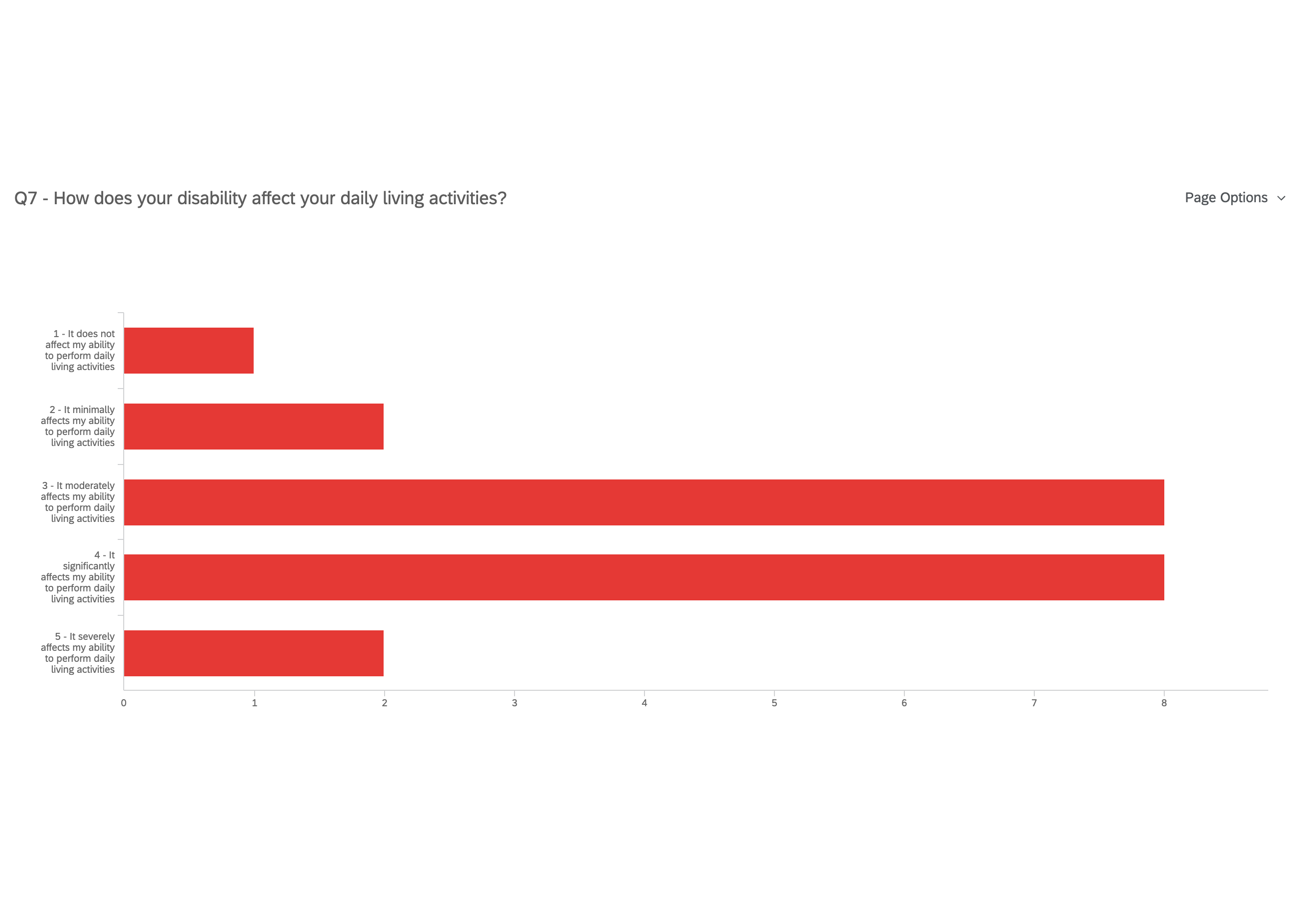 Q7 - How does your disability affect your daily living activities?
Page Options
1 - It does not
affect my ability
to perform daily
living activities
2 - It minimally
affects my ability
to perform daily
living activities
3 - It moderately
affects my ability
to perform daily
living activities
4 - It
significantly
affects my ability
to perform daily
living activities
5 - It severely
affects my ability
to perform daily
living activities
0 1 2 3 4 5 6 7 8